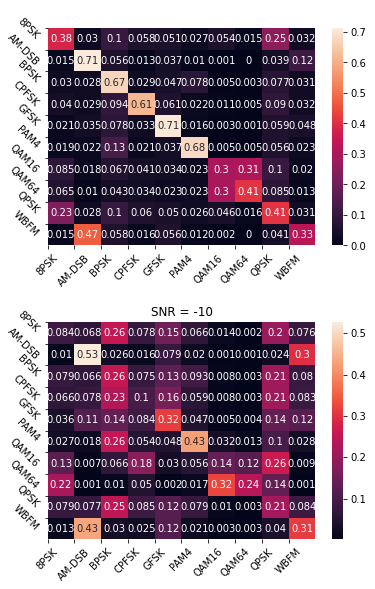 8PSK 0.38 0.03 0.1 0.058 0.051 0.027 0.054 0.015 0.25 0.032
AM-DSB 0.015 0.71 0.056 0.013 0.037 0.01 0.001 0 0.039 0.12
BPSK 0.03 0.028 0.67 0.029 0.047 0.078 0.005 0.003 0.077 0.031
CPFSK 0.04 0.029 0.094 0.61 0.061 0.022 0.011 0.005 0.09 0.032
GFSK 0.021 0.035 0.078 0.033 0.71 0.016 0.003 0.001 0.059 0.048
PAM4 0.019 0.022 0.13 0.021 0.037 0.68 0.005 0.005 0.056 0.023
QAM16 0.085 0.018 0.067 0.041 0.034 0.023 0.3 0.31 0.1 0.02
QAM64 0.065 0.01 0.043 0.034 0.023 0.023 0.3 0.41 0.085 0.013
QPSK 0.23 0.028 0.1 0.06 0.05 0.026 0.046 0.016 0.41 0.031
WBFM 0.015 0.47 0.058 0.016 0.056 0.012 0.002 0 0.041 0.33
8PSK AM-DSB BPSK CPFSK GFSK PAM4 QAM16 QAM64 QPSK WBFM
0.7
0.6
0.5
0.4
0.3
0.2
0.1
0.0
SNR = -10
8PSK 0.084 0.068 0.26 0.078 0.15 0.066 0.014 0.002 0.2 0.076
AM-DSB 0.01 0.53 0.026 0.016 0.079 0.02 0.001 0.001 0.024 0.3
BPSK 0.079 0.066 0.26 0.075 0.13 0.093 0.008 0.003 0.21 0.08
CPFSK 0.066 0.078 0.23 0.1 0.16 0.059 0.008 0.003 0.21 0.083
GFSK 0.036 0.11 0.14 0.084 0.32 0.047 0.005 0.004 0.14 0.12
PAM4 0.027 0.018 0.26 0.054 0.048 0.43 0.032 0.013 0.1 0.028
QAM16 0.13 0.007 0.066 0.18 0.03 0.056 0.14 0.12 0.26 0.009
QAM64 0.22 0.001 0.01 0.05 0.002 0.017 0.32 0.24 0.14 0.001
QPSK 0.079 0.077 0.25 0.085 0.12 0.079 0.01 0.003 0.21 0.084
WBFM 0.013 0.43 0.03 0.025 0.12 0.021 0.003 0.003 0.04 0.31
8PSK AM-DSB BPSK CPFSK GFSK PAM4 QAM16 QAM64 QPSK WBFM
0.5
0.4
0.3
0.2
0.1